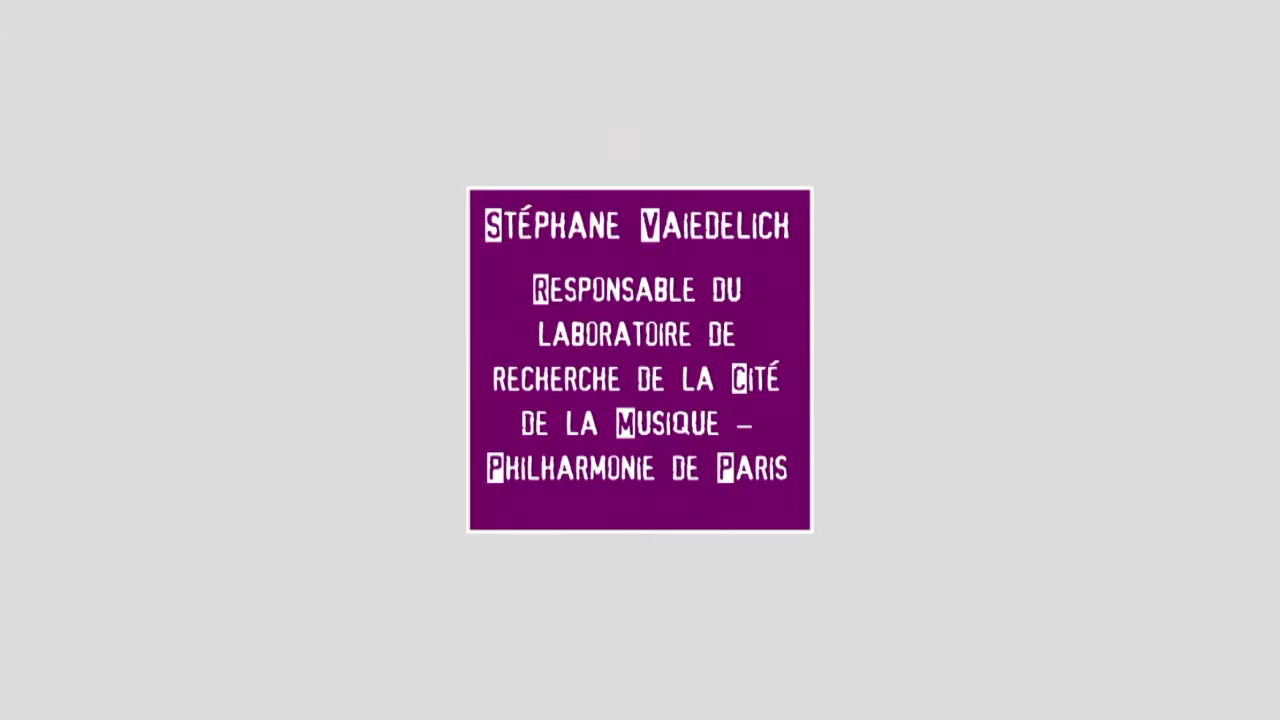 Stéphane Vaiedelich
Responsable du
laboratoire de
recherche de la Cité
de la Musique –
Philharmonie de Paris